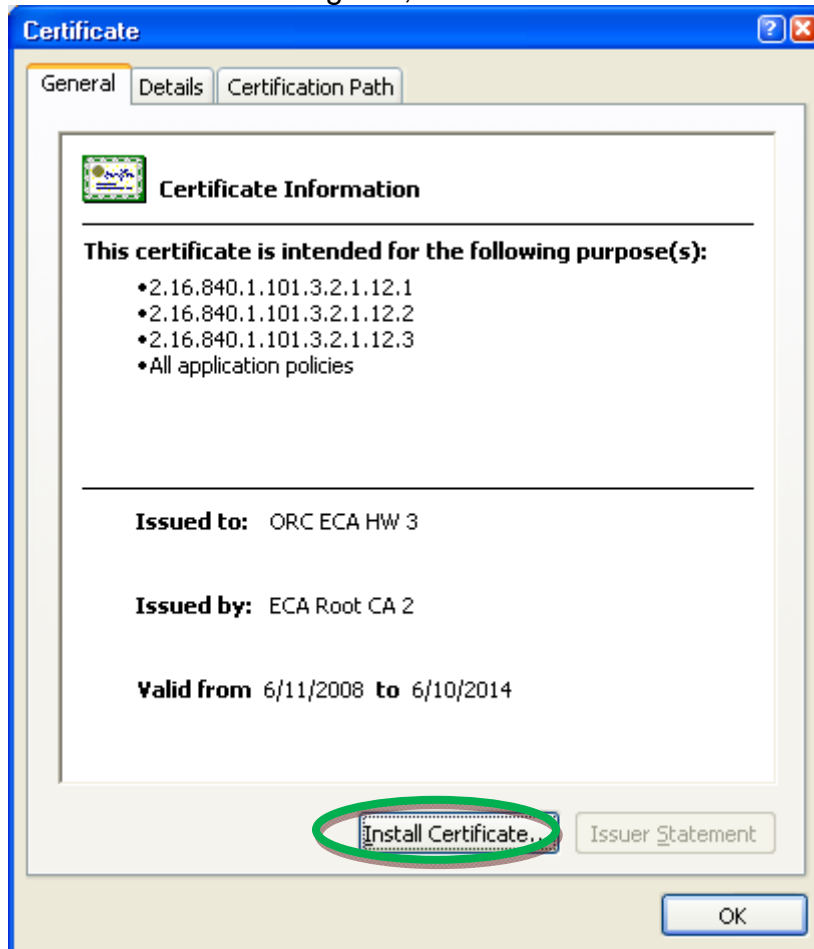 Certificate
General Details Certification Path
Certificate Information
This certificate is intended for the following purpose(s):
•2.16.840.1.101.3.2.1.12.1
•2.16.840.1.101.3.2.1.12.2
•2.16.840.1.101.3.2.1.12.3
•All application policies
Issued to: ORC ECA HW 3
Issued by: ECA Root CA 2
Valid from 6/11/2008 to 6/10/2014
Install Certificate... Issuer Statement
OK